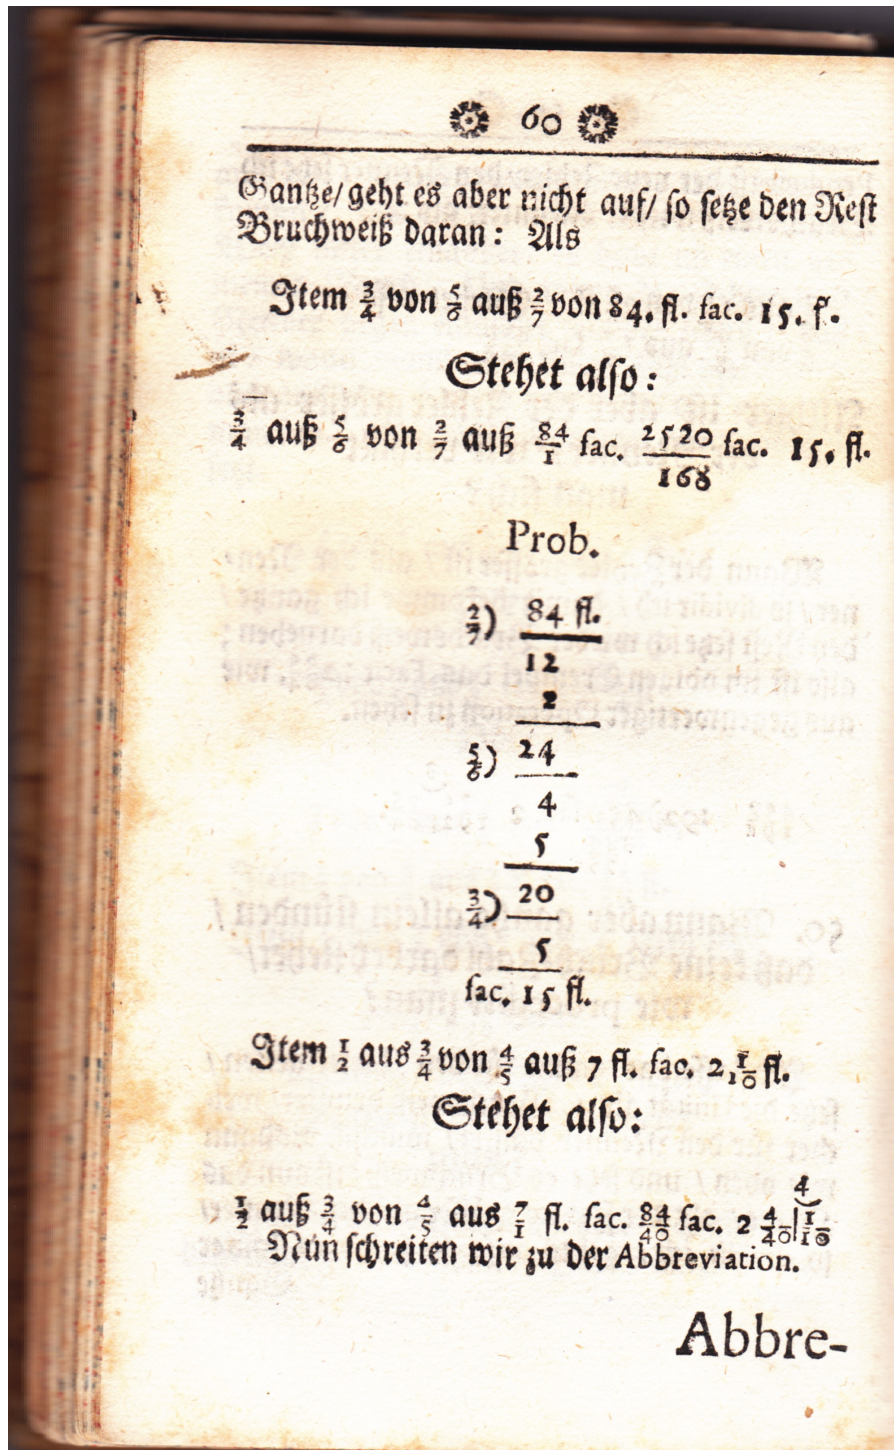 60
Gantze/ geht es aber nicht auf/ so setze den Rest
Bruchweiß daran: Als
Item 3/4 von 5/6 auß 2/7 von 84. fl. fac. 15. f.
Stehet also:
3/4 auß 5/6 von 2/7 auß 84/1 fac. 2520/168 fac. 15. fl.
Prob.
2/7) 84 fl.
12
2
5/6) 24
4
5
3/4) 20
5
fac. 15 fl.
Item 1/2 aus 3/4 von 4/5 auß 7 fl. fac. 2 1/10 fl.
Stehet also:
4
1/2 auß 3/4 von 4/5 aus 7/1 fl. fac. 84/40 fac. 2 4/40 | 1/10
Nun schreiten wir zu der Abbreviation.
Abbre-